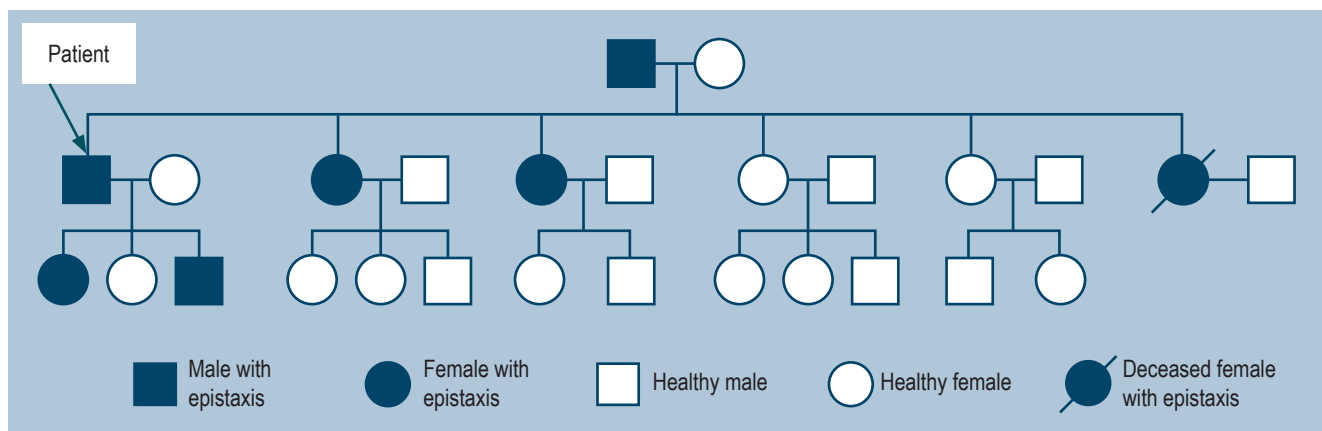 Patient
Male with
epistaxis
Female with
epistaxis
Healthy male
Healthy female
Deceased female
with epistaxis